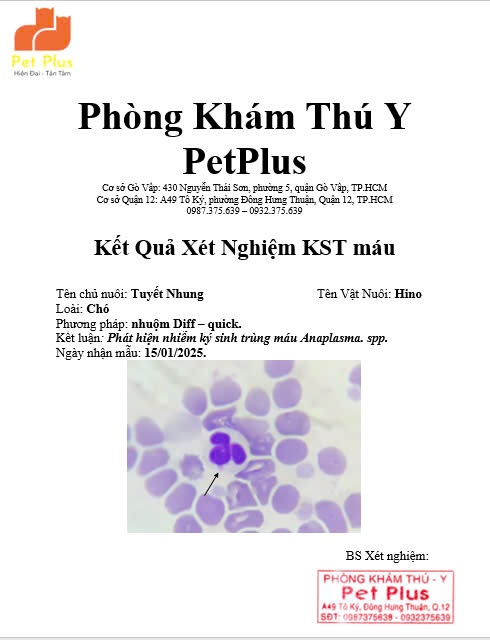 Pet Plus
Hiện Đại - Tận Tâm
Phòng Khám Thú Y
PetPlus
Cơ sở Gò Vấp: 430 Nguyễn Thái Sơn, phường 5, quận Gò Vấp, TP.HCM
Cơ sở Quận 12: A49 Tô Ký, phường Đông Hưng Thuận, Quận 12, TP.HCM
0987.375.639 – 0932.375.639
Kết Quả Xét Nghiệm KST máu
Tên chủ nuôi: Tuyết Nhung Tên Vật Nuôi: Hino
Loài: Chó
Phương pháp: nhuộm Diff – quick.
Kết luận: Phát hiện nhiễm ký sinh trùng máu Anaplasma. spp.
Ngày nhận mẫu: 15/01/2025.
BS Xét nghiệm:
PHÒNG KHÁM THÚ - Y
Pet Plus
A49 Tô Ký, Đông Hưng Thuận, Q.12
SĐT: 0987375639 - 0932375639